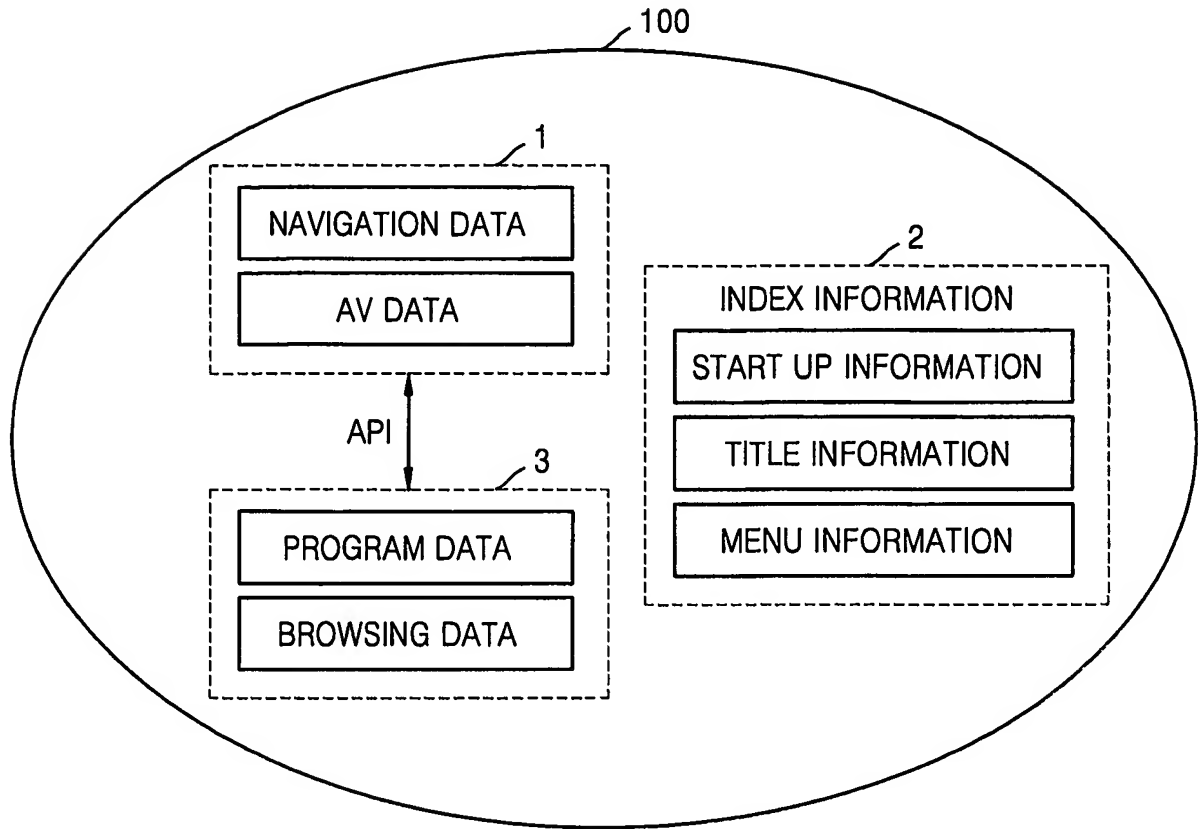 100
1
NAVIGATION DATA
AV DATA
API
3
PROGRAM DATA
BROWSING DATA
2
INDEX INFORMATION
START UP INFORMATION
TITLE INFORMATION
MENU INFORMATION